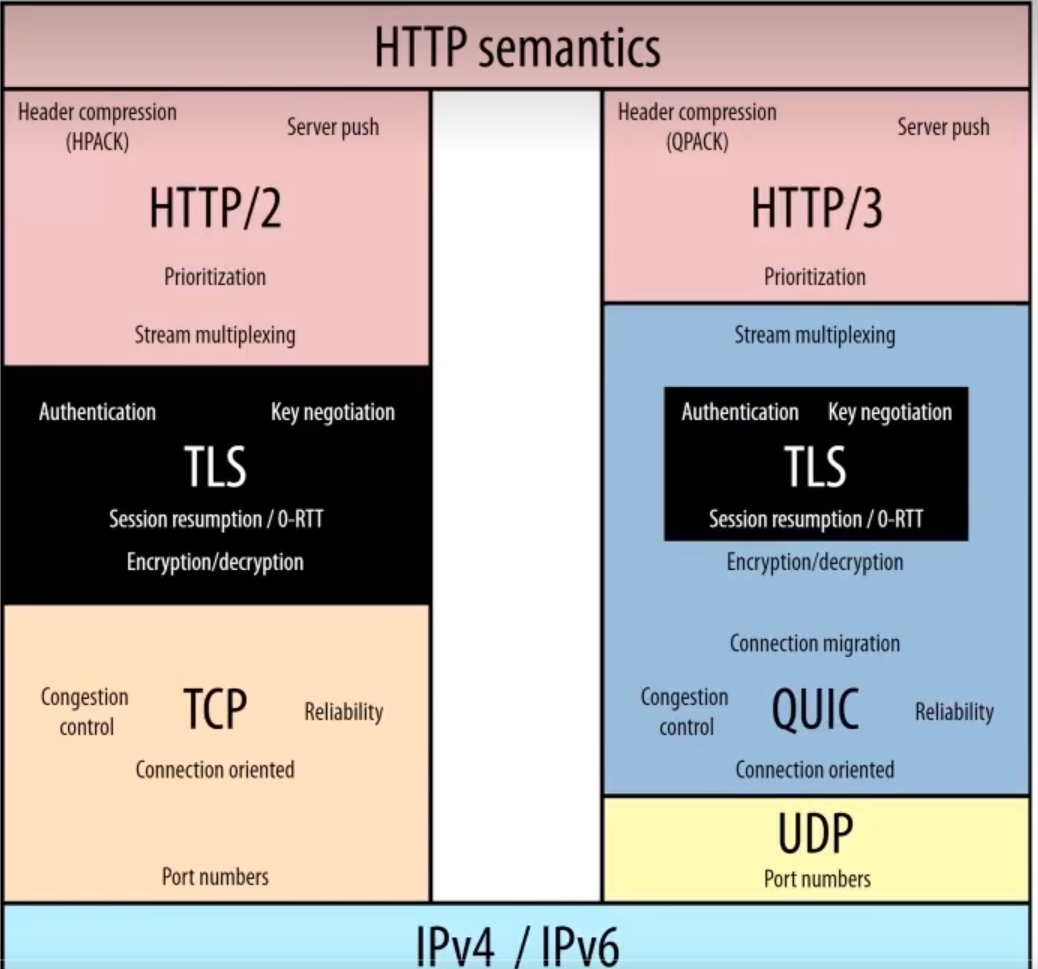 HTTP semantics
Header compression
(HPACK)
Server push
HTTP/2
Prioritization
Stream multiplexing
Authentication
Key negotiation
TLS
Session resumption / 0-RTT
Encryption/decryption
Congestion
control
TCP
Reliability
Connection oriented
Port numbers
Header compression
(QPACK)
Server push
HTTP/3
Prioritization
Stream multiplexing
Authentication
Key negotiation
TLS
Session resumption / 0-RTT
Encryption/decryption
Connection migration
Congestion
control
QUIC
Reliability
Connection oriented
UDP
Port numbers
IPv4 / IPv6